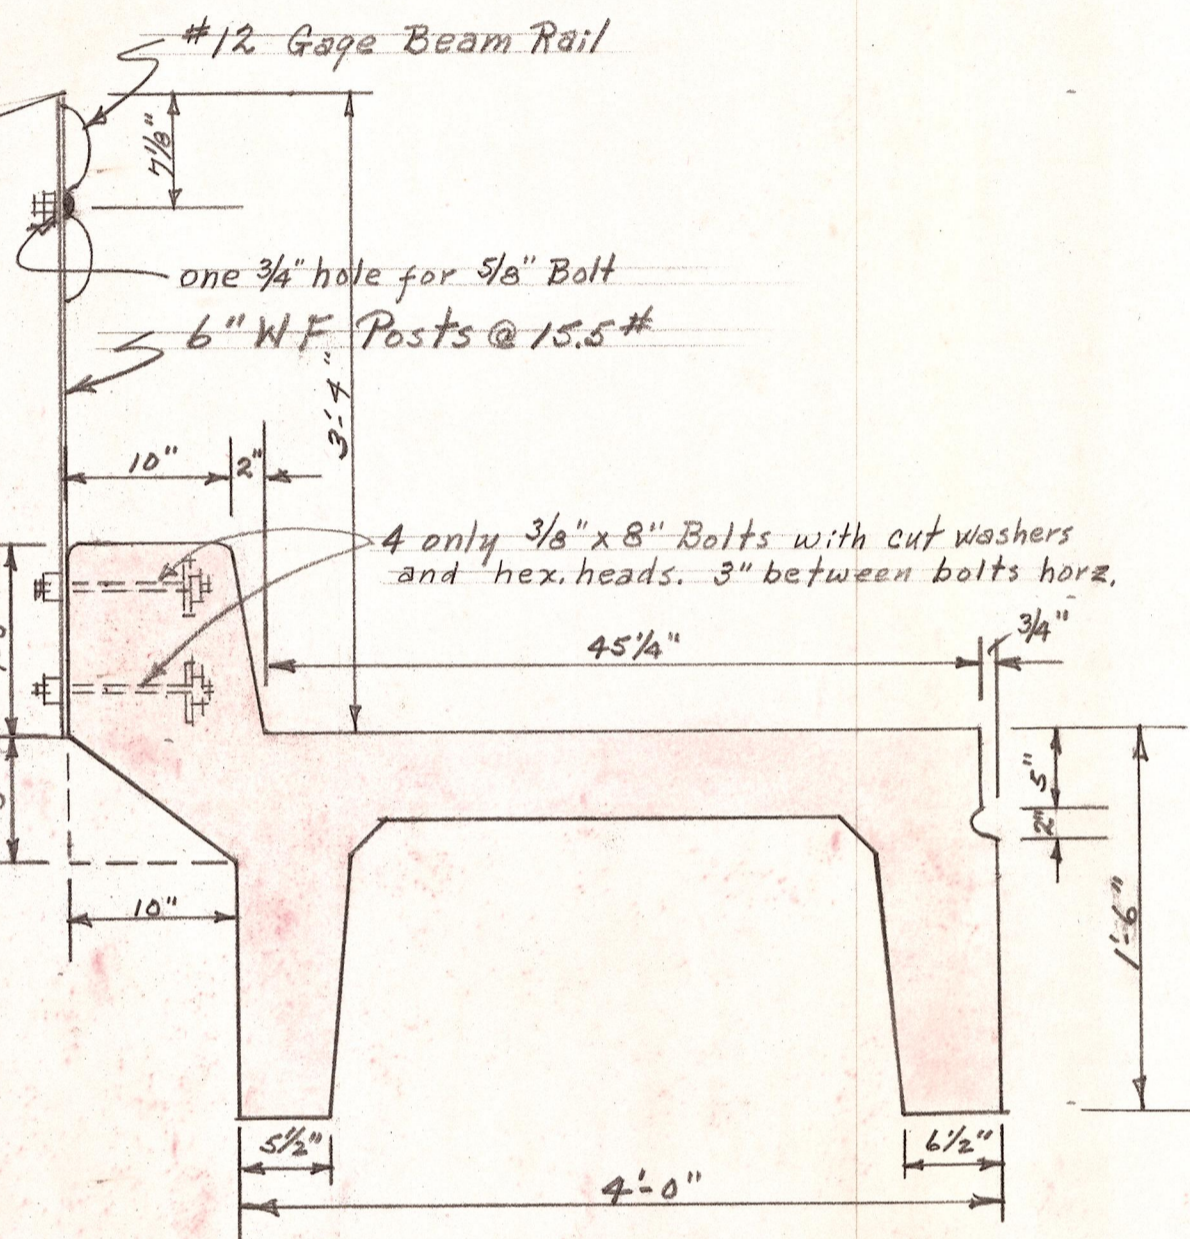 #12 Gage Beam Rail
7 1/8"
one 3/4" hole for 5/8" Bolt
6" WF Posts @ 15.5#
3'-4"
10"
2"
4 only 3/8" x 8" Bolts with cut washers
and hex. heads. 3" between bolts horz.
45 1/4"
3/4"
5"
2"
10"
1'-6"
5 1/2"
6 1/2"
4'-0"